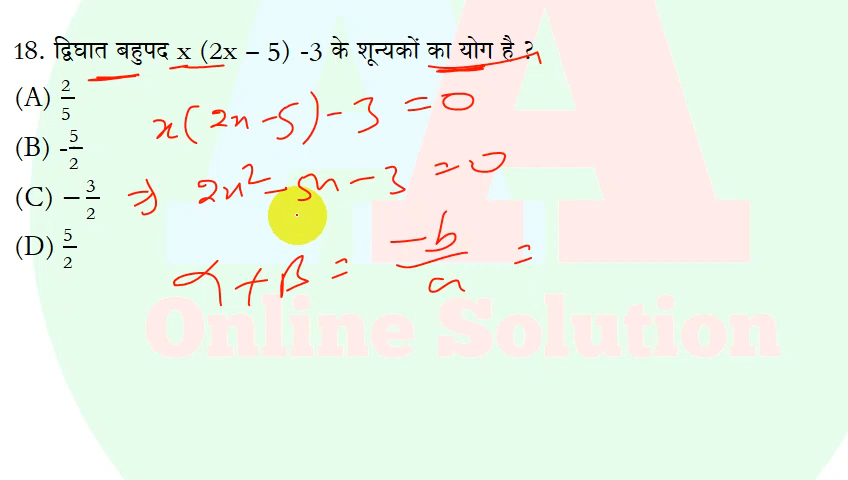 18. द्विघात बहुपद x (2x – 5) -3 के शून्यकों का योग है ?
(A) 2/5
x(2x - 5) - 3 = 0
(B) -5/2
(C) – 3/2
⇒ 2x² - 5x - 3 = 0
(D) 5/2
α + β = -b/a =
Online Solution